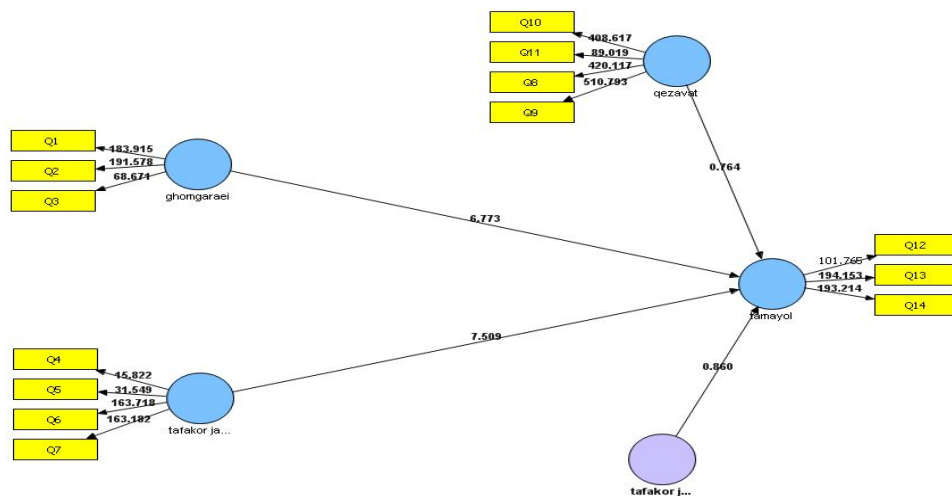 Q10
Q11
Q8
Q9
408.617
89.019
420.117
510.793
qezavat
Q1
Q2
Q3
183.915
191.578
68.671
ghomgaraei
0.764
6.773
Q12
Q13
Q14
101.765
194.153
193.214
tamayol
7.509
Q4
Q5
Q6
Q7
45.822
31.549
163.718
163.182
tafakor ja...
0.860
tafakor j...